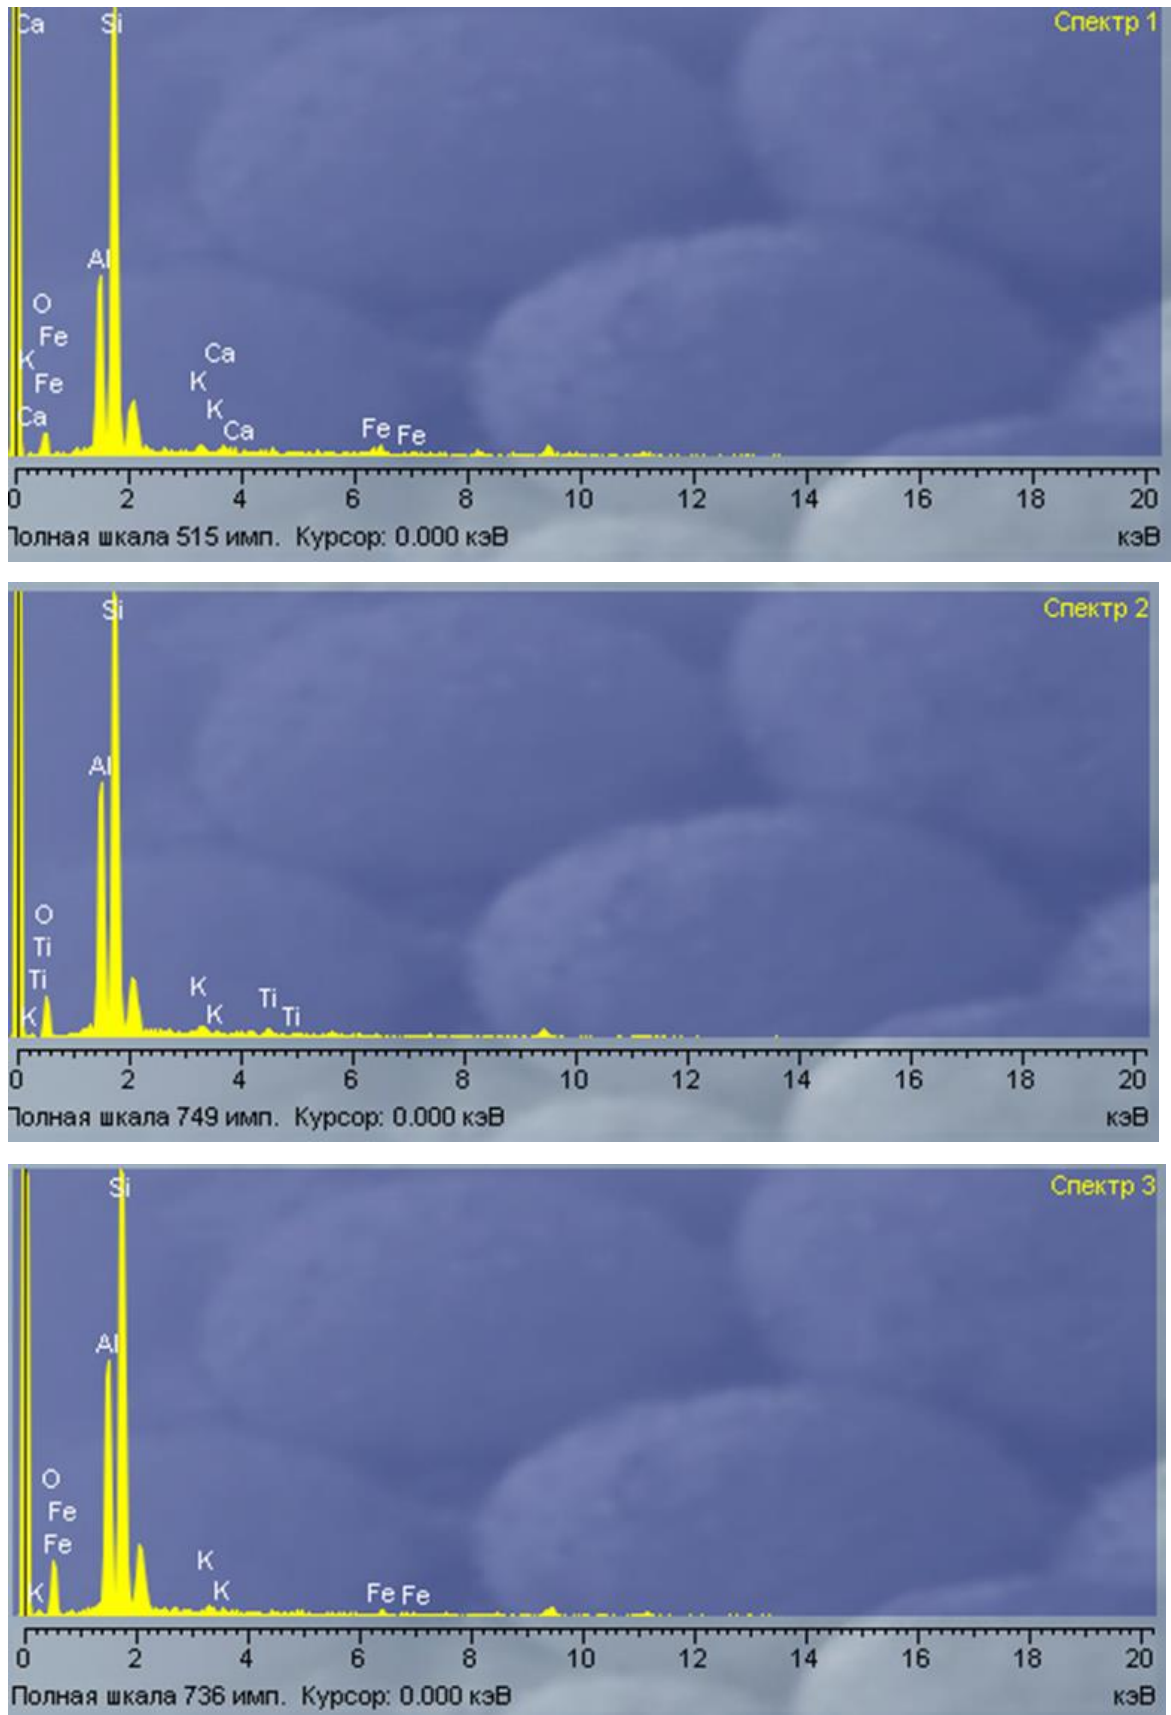 Ca Si Спектр 1
Al
O
Fe
Ca
K
K
Fe
K
Ca
Ca
Fe Fe
0 2 4 6 8 10 12 14 16 18 20
Полная шкала 515 имп. Курсор: 0.000 кэВ кэВ
Si Спектр 2
Al
O
Ti
Ti
K
K
Ti
K
Ti
0 2 4 6 8 10 12 14 16 18 20
Полная шкала 749 имп. Курсор: 0.000 кэВ кэВ
Si Спектр 3
Al
O
Fe
Fe
K
K
K
Fe Fe
0 2 4 6 8 10 12 14 16 18 20
Полная шкала 736 имп. Курсор: 0.000 кэВ кэВ